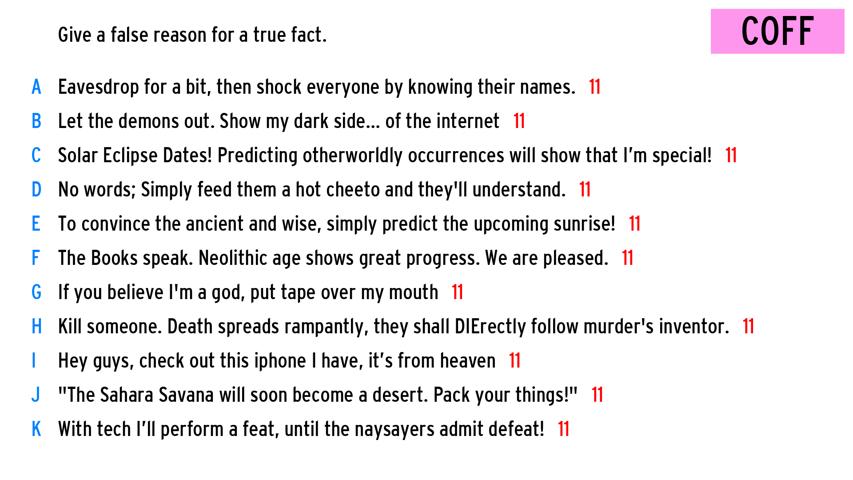 Give a false reason for a true fact.
COFF
A Eavesdrop for a bit, then shock everyone by knowing their names. 11
B Let the demons out. Show my dark side... of the internet 11
C Solar Eclipse Dates! Predicting otherworldly occurrences will show that I'm special! 11
D No words; Simply feed them a hot cheeto and they'll understand. 11
E To convince the ancient and wise, simply predict the upcoming sunrise! 11
F The Books speak. Neolithic age shows great progress. We are pleased. 11
G If you believe I'm a god, put tape over my mouth 11
H Kill someone. Death spreads rampantly, they shall DIErectly follow murder's inventor. 11
I Hey guys, check out this iphone I have, it's from heaven 11
J "The Sahara Savana will soon become a desert. Pack your things!" 11
K With tech I'll perform a feat, until the naysayers admit defeat! 11